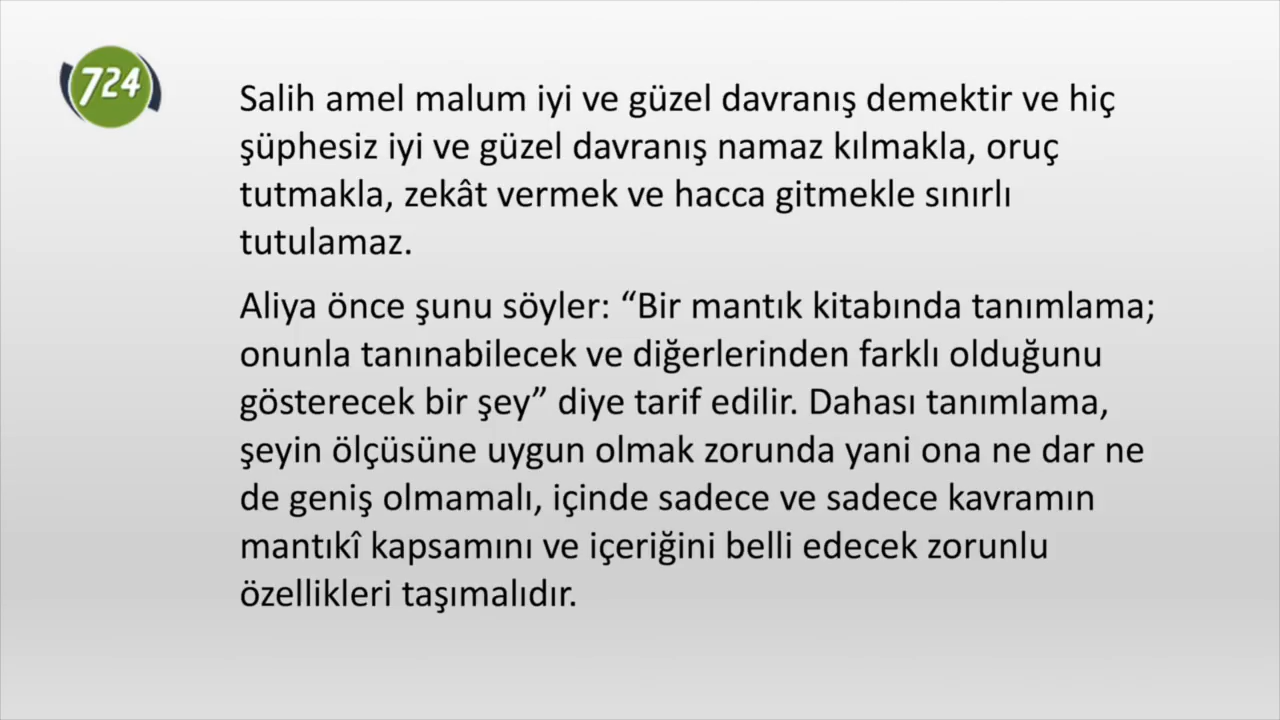 724
Salih amel malum iyi ve güzel davranış demektir ve hiç
şüphesiz iyi ve güzel davranış namaz kılmakla, oruç
tutmakla, zekât vermek ve hacca gitmekle sınırlı
tutulamaz.
Aliya önce şunu söyler: “Bir mantık kitabında tanımlama;
onunla tanınabilecek ve diğerlerinden farklı olduğunu
gösterecek bir şey” diye tarif edilir. Dahası tanımlama,
şeyin ölçüsüne uygun olmak zorunda yani ona ne dar ne
de geniş olmamalı, içinde sadece ve sadece kavramın
mantıkî kapsamını ve içeriğini belli edecek zorunlu
özellikleri taşımalıdır.